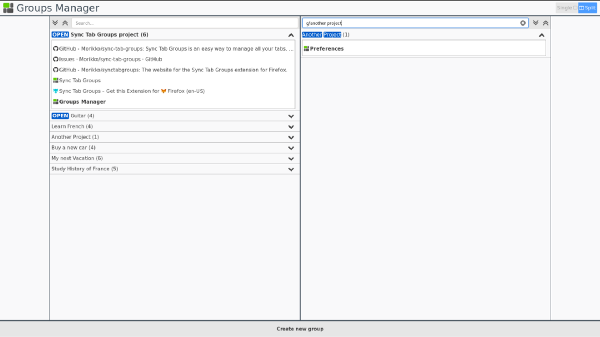 Groups Manager
Single Split
Search...
OPEN Sync Tab Groups project (6)
GitHub - Morikko/sync-tab-groups: Sync Tab Groups is an easy way to manage all your tabs. ...
Issues · Morikko/sync-tab-groups · GitHub
GitHub - Morikko/synctabgroups: The website for the Sync Tab Groups extension for Firefox.
Sync Tab Groups
Sync Tab Groups – Get this Extension for Firefox (en-US)
Groups Manager
OPEN Guitar (4)
Learn French (4)
Another Project (1)
Buy a new car (4)
My next Vacation (6)
Study History of France (5)
g/another project
Another Project (1)
Preferences
Create new group